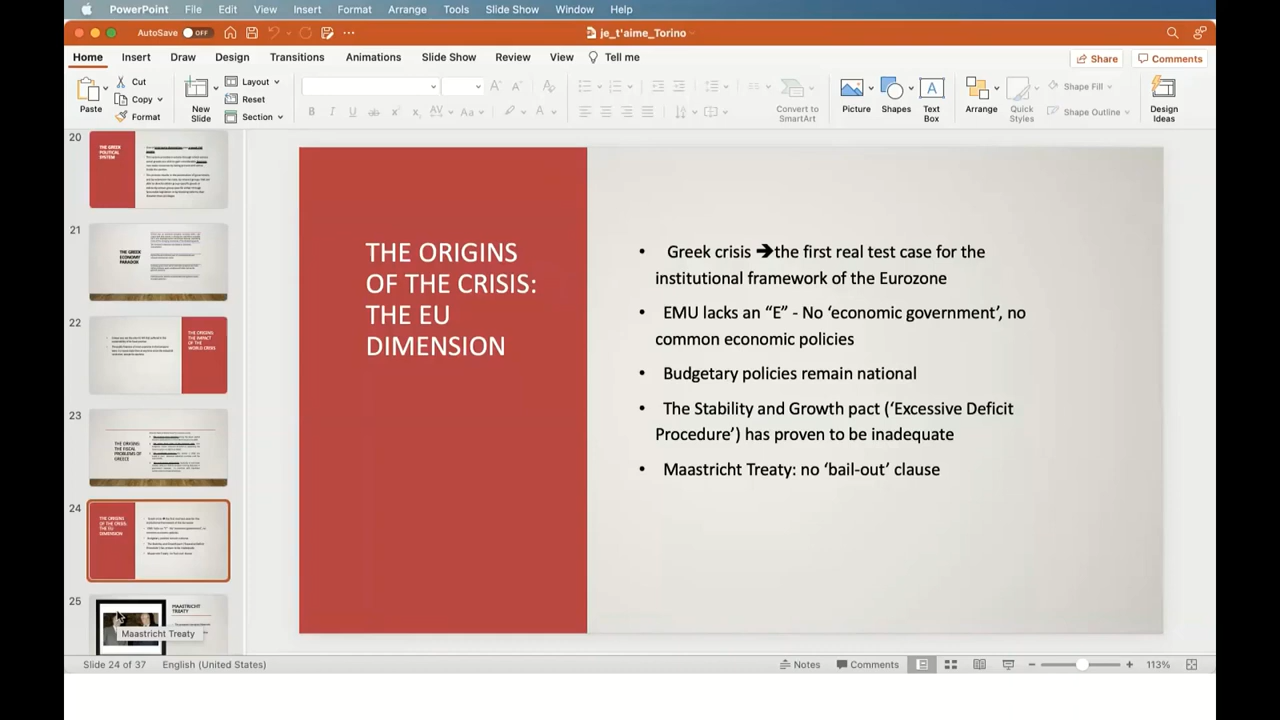 PowerPoint File Edit View Insert Format Arrange Tools Slide Show Window Help
AutoSave OFF je_t'aime_Torino
Home Insert Draw Design Transitions Animations Slide Show Review View Tell me Share Comments
Paste Cut Copy Format New Slide Layout Reset Section
Convert to SmartArt Picture Shapes Text Box Arrange Quick Styles Shape Fill Shape Outline Design Ideas
20
THE GREEK
POLITICAL
SYSTEM
21
THE GREEK
ECONOMY
PARADOX
22
THE ORIGINS:
THE IMPACT
OF THE
WORLD CRISIS
23
THE ORIGINS:
THE FISCAL
PROBLEMS OF
GREECE
24
THE ORIGINS
OF THE CRISIS:
THE EU
DIMENSION
25
MAASTRICHT
TREATY
Maastricht Treaty
THE ORIGINS
OF THE CRISIS:
THE EU
DIMENSION
• Greek crisis ➔the first real test case for the
institutional framework of the Eurozone
• EMU lacks an “E” - No ‘economic government’, no
common economic policies
• Budgetary policies remain national
• The Stability and Growth pact (‘Excessive Deficit
Procedure’) has proven to be inadequate
• Maastricht Treaty: no ‘bail-out’ clause
Slide 24 of 37 English (United States) Notes Comments 113%